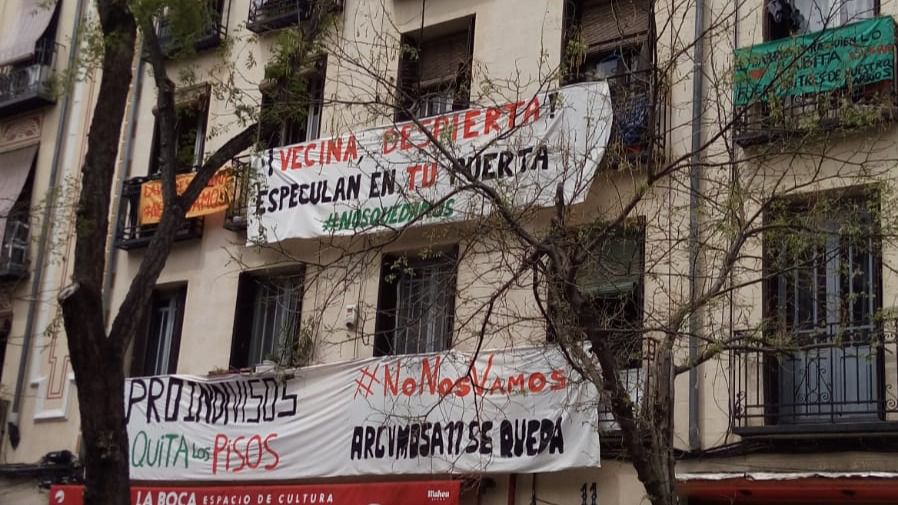 ¡VECINA, DESPIERTA!
ESPECULAN EN TU PUERTA
#NOSQUEDAMOS
PROINDIVISOS
QUITA LOS PISOS
#NoNosVamos
ARGUMOSA 11 SE QUEDA
LA BOCA ESPACIO DE CULTURA
Mahou
11